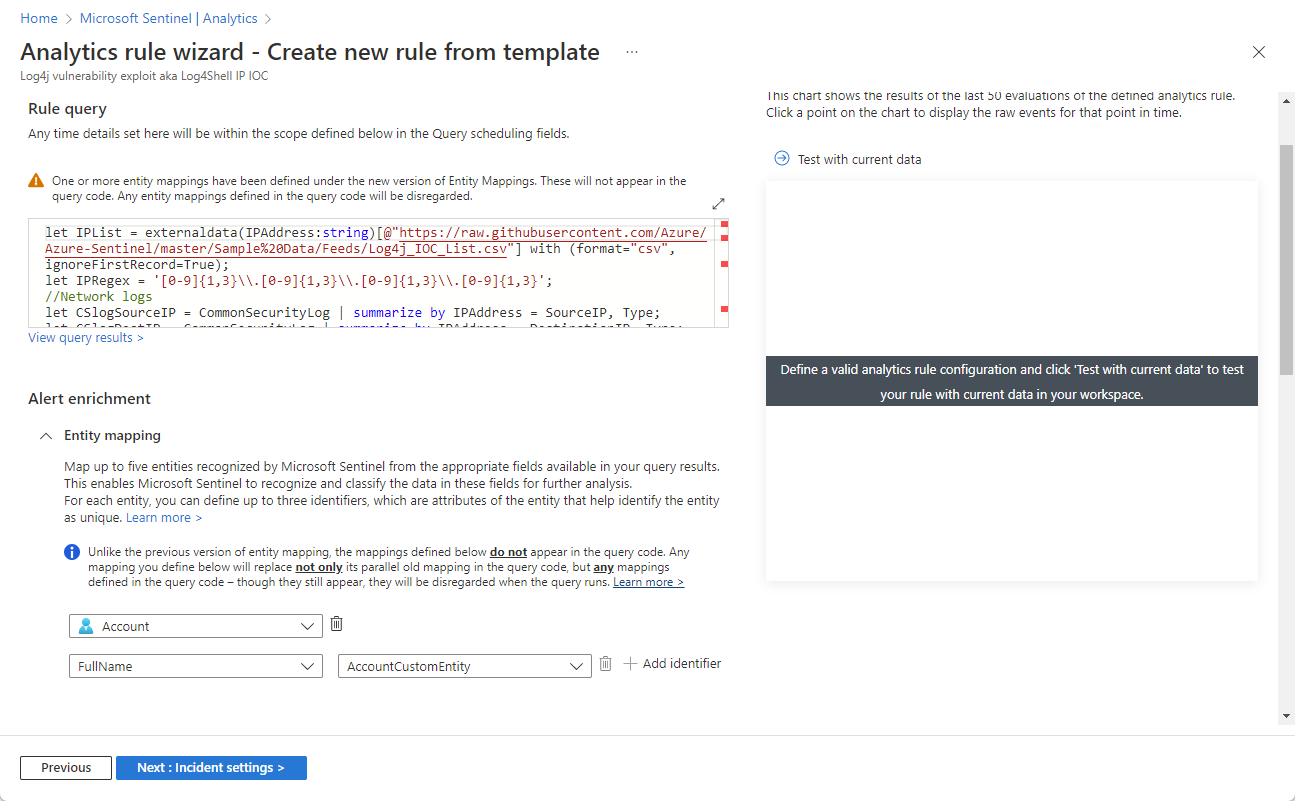 Home > Microsoft Sentinel | Analytics >
Analytics rule wizard - Create new rule from template ...
Log4j vulnerability exploit aka Log4Shell IP IOC
Rule query
Any time details set here will be within the scope defined below in the Query scheduling fields.
One or more entity mappings have been defined under the new version of Entity Mappings. These will not appear in the
query code. Any entity mappings defined in the query code will be disregarded.
let IPList = externaldata(IPAddress:string)[@"https://raw.githubusercontent.com/Azure/
Azure-Sentinel/master/Sample%20Data/Feeds/Log4j_IOC_List.csv"] with (format="csv",
ignoreFirstRecord=True);
let IPRegex = '[0-9]{1,3}\\.[0-9]{1,3}\\.[0-9]{1,3}\\.[0-9]{1,3}';
//Network logs
let CSlogSourceIP = CommonSecurityLog | summarize by IPAddress = SourceIP, Type;
let CSlogDestIP = CommonSecurityLog | summarize by IPAddress = DestinationIP, Type;
View query results >
Alert enrichment
Entity mapping
Map up to five entities recognized by Microsoft Sentinel from the appropriate fields available in your query results.
This enables Microsoft Sentinel to recognize and classify the data in these fields for further analysis.
For each entity, you can define up to three identifiers, which are attributes of the entity that help identify the entity
as unique. Learn more >
Unlike the previous version of entity mapping, the mappings defined below do not appear in the query code. Any
mapping you define below will replace not only its parallel old mapping in the query code, but any mappings
defined in the query code – though they still appear, they will be disregarded when the query runs. Learn more >
Account
FullName
AccountCustomEntity
Add identifier
This chart shows the results of the last 50 evaluations of the defined analytics rule.
Click a point on the chart to display the raw events for that point in time.
Test with current data
Define a valid analytics rule configuration and click 'Test with current data' to test
your rule with current data in your workspace.
Previous
Next : Incident settings >